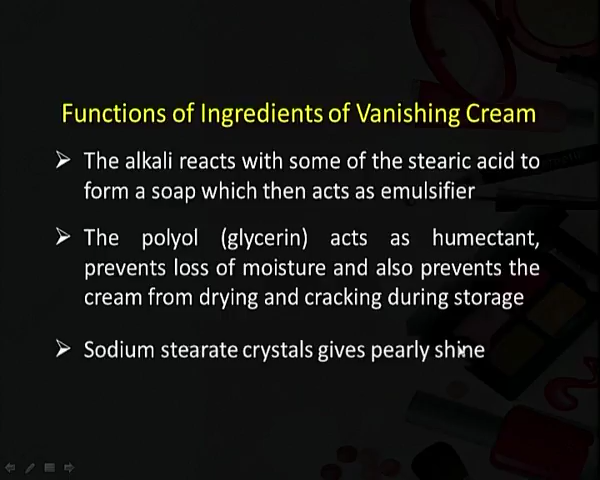 Functions of Ingredients of Vanishing Cream
The alkali reacts with some of the stearic acid to
form a soap which then acts as emulsifier
The polyol (glycerin) acts as humectant,
prevents loss of moisture and also prevents the
cream from drying and cracking during storage
Sodium stearate crystals gives pearly shine